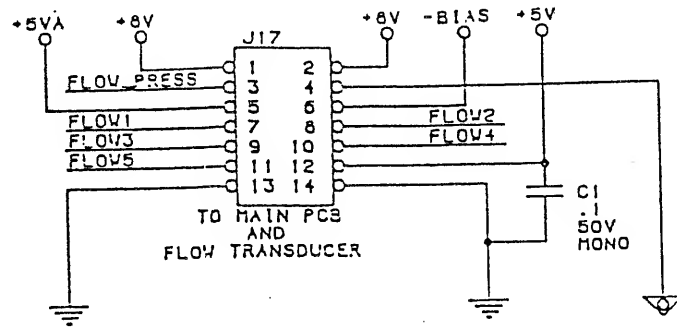 +5VA
+8V
J17
+8V
-BIAS
+5V
1 2
FLOW_PRESS 3 4
5 6
FLOW1 7 8 FLOW2
FLOW3 9 10 FLOW4
FLOW5 11 12
13 14
TO MAIN PCB
AND
FLOW TRANSDUCER
C1
.1
50V
MONO